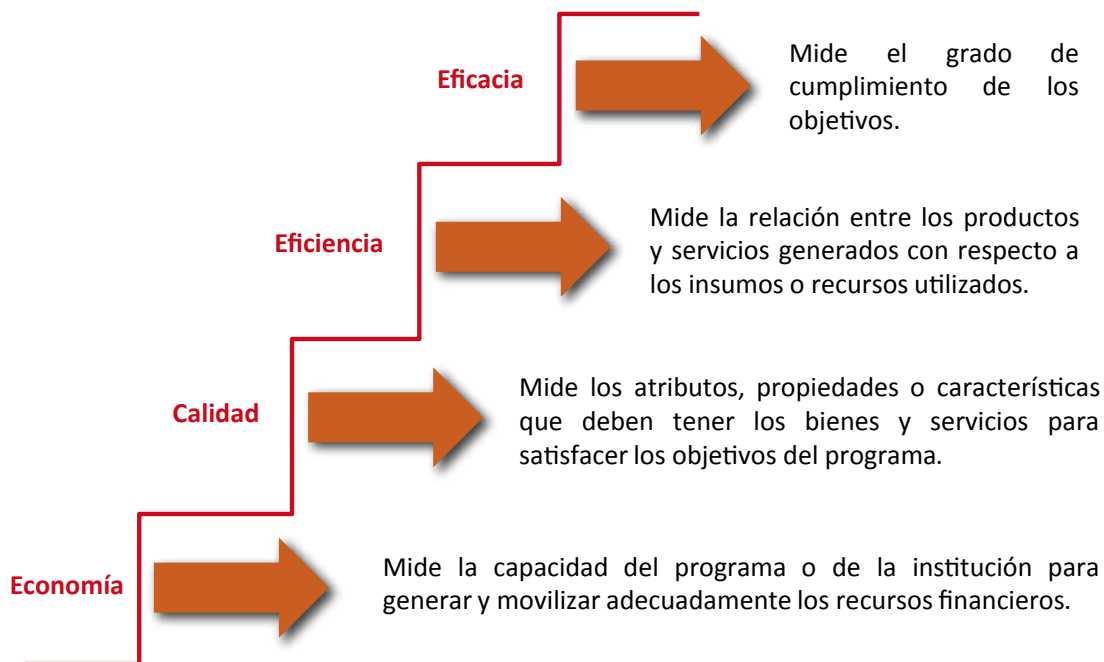 Eficacia
Mide el grado de
cumplimiento de los
objetivos.
Eficiencia
Mide la relación entre los productos
y servicios generados con respecto a
los insumos o recursos utilizados.
Calidad
Mide los atributos, propiedades o características
que deben tener los bienes y servicios para
satisfacer los objetivos del programa.
Economía
Mide la capacidad del programa o de la institución para
generar y movilizar adecuadamente los recursos financieros.